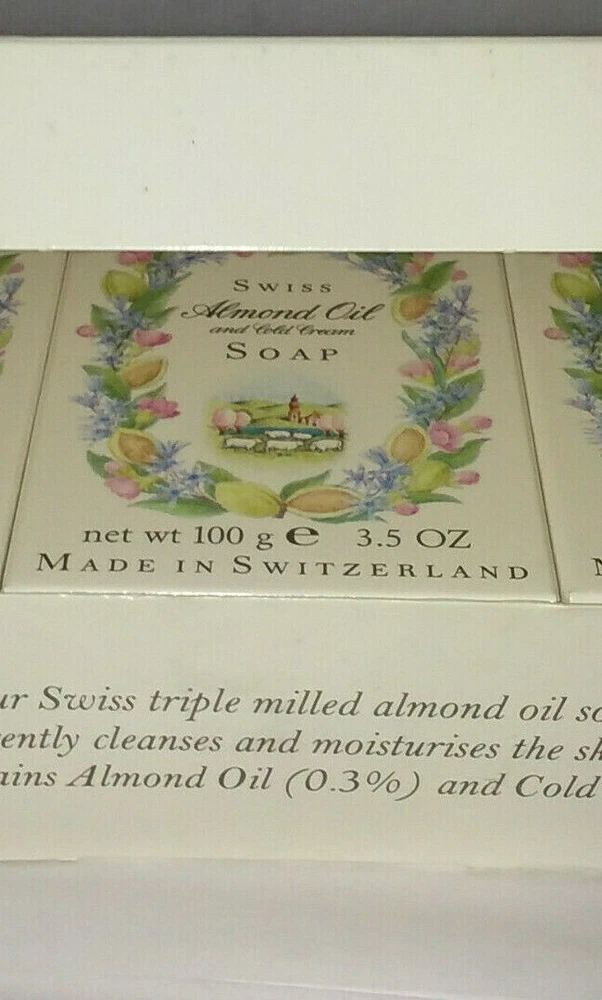 Swiss
Almond Oil
and Cold Cream
Soap
net wt 100 g e 3.5 OZ
Made in Switzerland
ur Swiss triple milled almond oil so
ently cleanses and moisturises the sk
ains Almond Oil (0.3%) and Cold